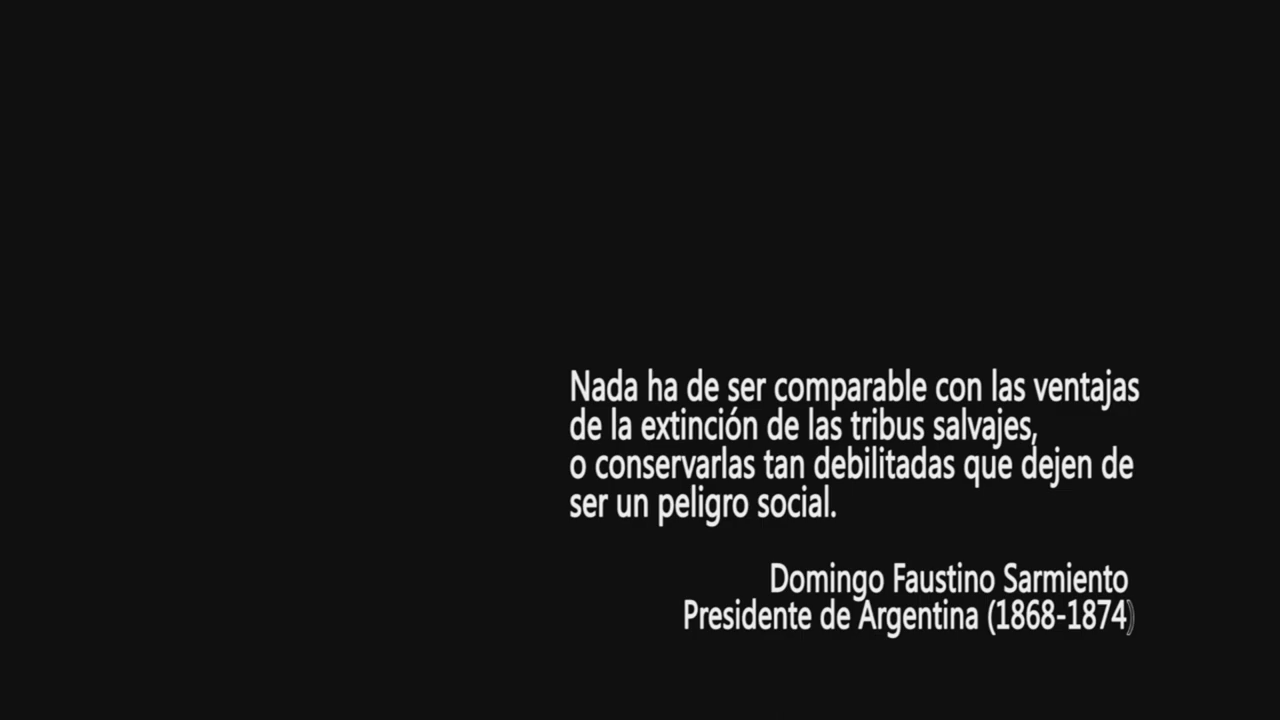 Nada ha de ser comparable con las ventajas
de la extinción de las tribus salvajes,
o conservarlas tan debilitadas que dejen de
ser un peligro social.
Domingo Faustino Sarmiento
Presidente de Argentina (1868-1874)